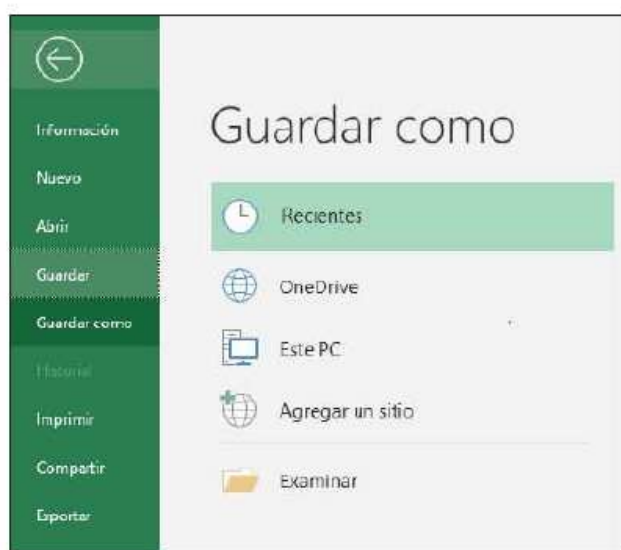 Información
Nuevo
Abrir
Guardar
Guardar como
Historial
Imprimir
Compartir
Exportar
Guardar como
Recientes
OneDrive
Este PC
Agregar un sitio
Examinar